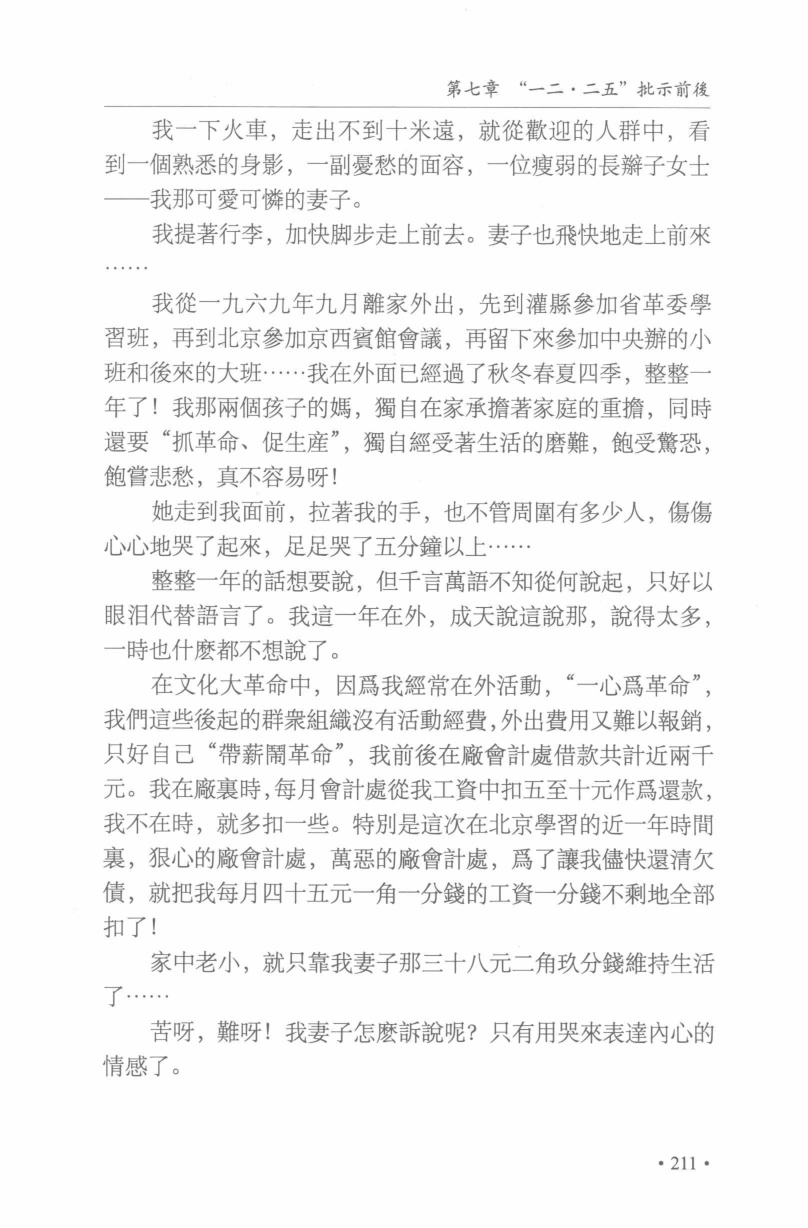 第七章　“一二·二五”批示前後
我一下火車，走出不到十米遠，就從歡迎的人群中，看
到一個熟悉的身影，一副憂愁的面容，一位瘦弱的長辮子女士
——我那可愛可憐的妻子。
我提著行李，加快脚步走上前去。妻子也飛快地走上前來
……
我從一九六九年九月離家外出，先到灌縣參加省革委學
習班，再到北京參加京西賓館會議，再留下來參加中央辦的小
班和後來的大班……我在外面已經過了秋冬春夏四季，整整一
年了！我那兩個孩子的媽，獨自在家承擔著家庭的重擔，同時
還要“抓革命、促生産”，獨自經受著生活的磨難，飽受驚恐，
飽嘗悲愁，真不容易呀！
她走到我面前，拉著我的手，也不管周圍有多少人，傷傷
心心地哭了起來，足足哭了五分鐘以上……
整整一年的話想要說，但千言萬語不知從何說起，只好以
眼泪代替語言了。我這一年在外，成天說這說那，說得太多，
一時也什麽都不想說了。
在文化大革命中，因爲我經常在外活動，“一心爲革命”，
我們這些後起的群衆組織沒有活動經費，外出費用又難以報銷，
只好自己“帶薪鬧革命”，我前後在廠會計處借款共計近兩千
元。我在廠裏時，每月會計處從我工資中扣五至十元作爲還款，
我不在時，就多扣一些。特別是這次在北京學習的近一年時間
裏，狠心的廠會計處，萬惡的廠會計處，爲了讓我儘快還清欠
債，就把我每月四十五元一角一分錢的工資一分錢不剩地全部
扣了！
家中老小，就只靠我妻子那三十八元二角玖分錢維持生活
了……
苦呀，難呀！我妻子怎麽訴說呢？只有用哭來表達內心的
情感了。
·211·